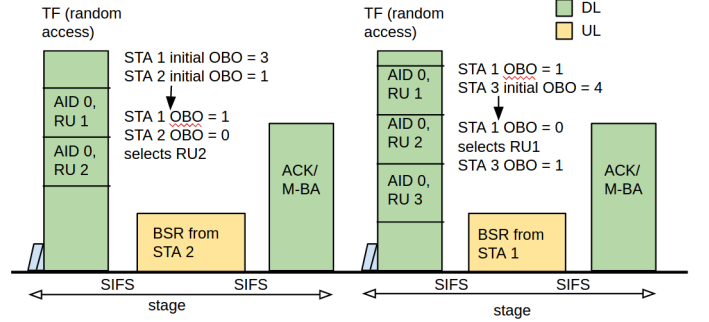 TF (random
access)
STA 1 initial OBO = 3
STA 2 initial OBO = 1
STA 1 OBO = 1
STA 2 OBO = 0
selects RU2
AID 0,
RU 1
AID 0,
RU 2
BSR from
STA 2
ACK/
M-BA
SIFS
SIFS
stage
TF (random
access)
DL
UL
STA 1 OBO = 1
STA 3 initial OBO = 4
STA 1 OBO = 0
selects RU1
STA 3 OBO = 1
AID 0,
RU 1
AID 0,
RU 2
AID 0,
RU 3
BSR from
STA 1
ACK/
M-BA
SIFS
SIFS
stage